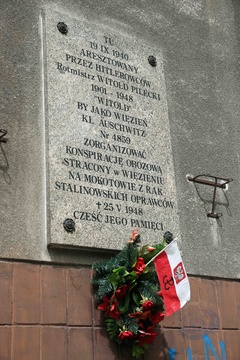 TU
19 IX 1940
ARESZTOWANY
PRZEZ HITLEROWCÓW
Rotmistrz WITOLD PILECKI
1901 - 1948
"WITOLD"
BY JAKO WIĘZIEŃ
KL AUSCHWITZ
Nr 4859
ZORGANIZOWAĆ
KONSPIRACJĘ OBOZOWĄ
STRACONY w WIĘZIENIU
NA MOKOTOWIE Z RĄK
STALINOWSKICH OPRAWCÓW
† 25 V 1948
CZEŚĆ JEGO PAMIĘCI